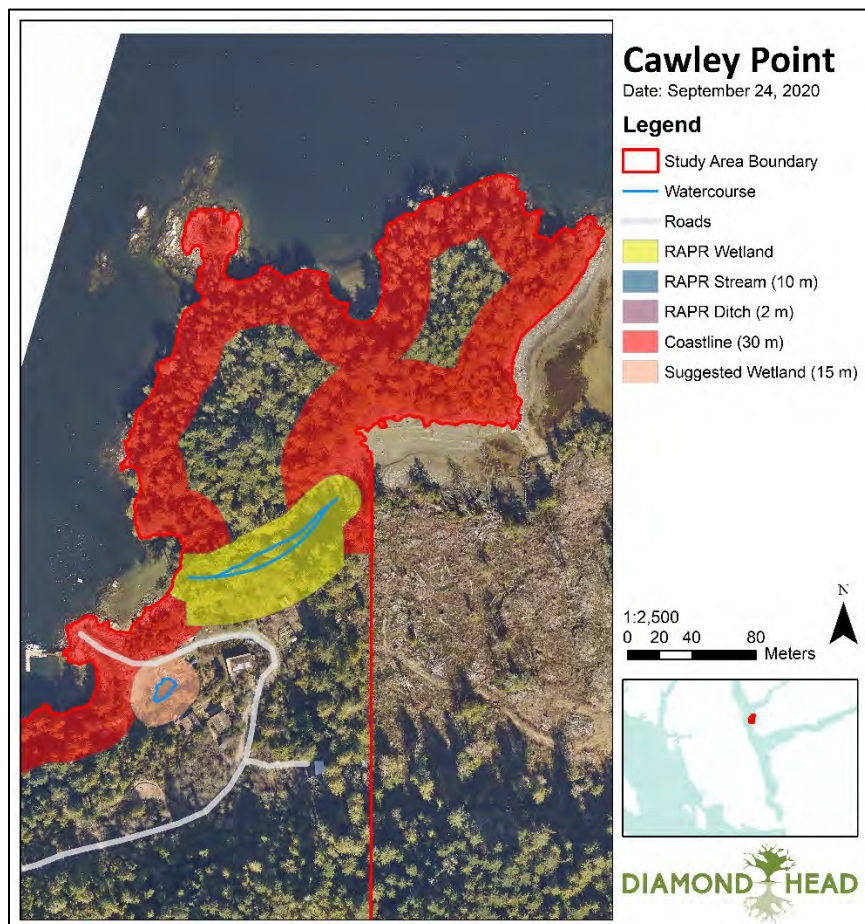 Cawley Point
Date: September 24, 2020
Legend
Study Area Boundary
Watercourse
Roads
RAPR Wetland
RAPR Stream (10 m)
RAPR Ditch (2 m)
Coastline (30 m)
Suggested Wetland (15 m)
N
1:2,500
0 20 40 80
Meters
DIAMOND HEAD